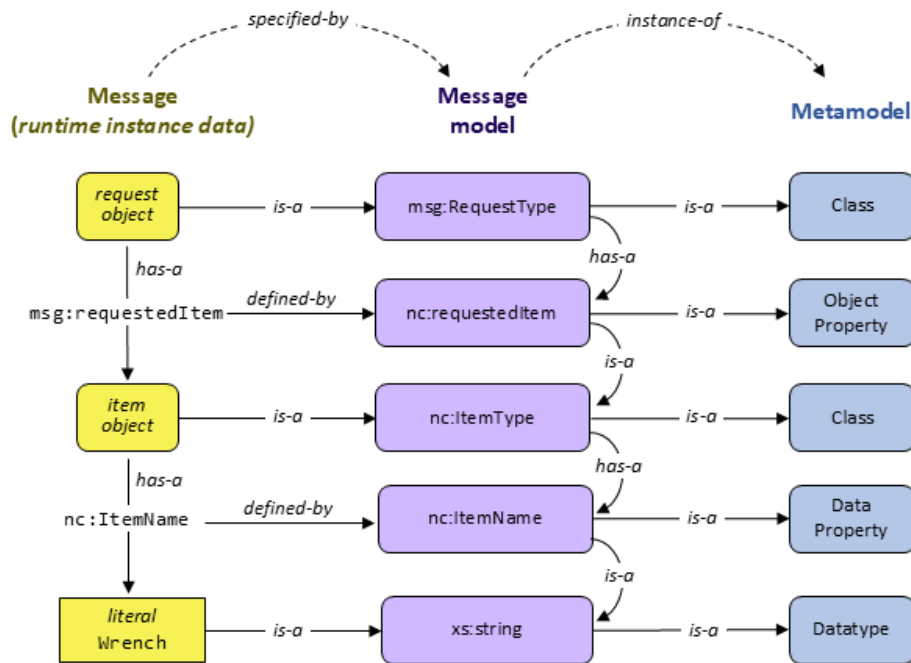 specified-by
instance-of
Message
(runtime instance data)
Message
model
Metamodel
request
object
is-a
msg:RequestType
is-a
Class
has-a
has-a
msg:requestedItem
defined-by
nc:requestedItem
is-a
Object
Property
is-a
item
object
is-a
nc:ItemType
is-a
Class
has-a
has-a
nc:ItemName
defined-by
nc:ItemName
is-a
Data
Property
is-a
literal
Wrench
is-a
xs:string
is-a
Datatype